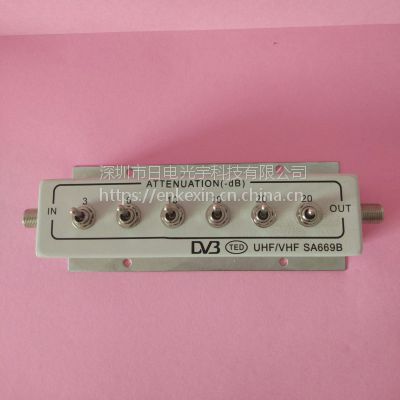 深圳市日电光宇科技有限公司
ATTENUATION(-dB)
https://enkexin.cn.china.cn
IN
3
20
OUT
DVB TED UHF/VHF SA669B